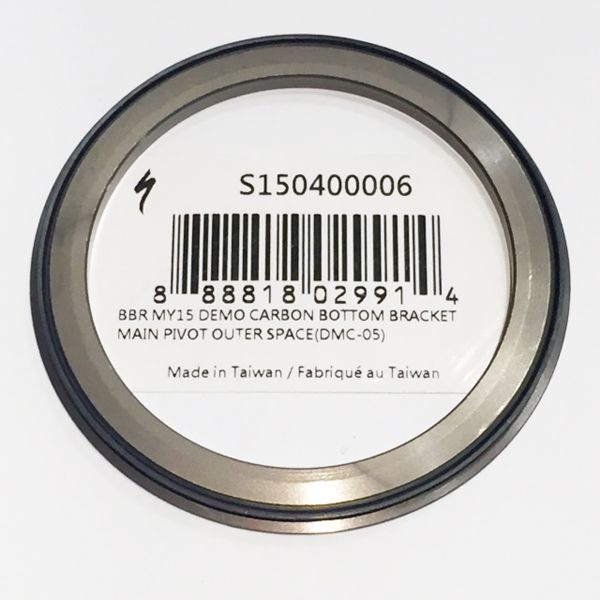 S150400006
8 88818 02991 4
BBR MY15 DEMO CARBON BOTTOM BRACKET
MAIN PIVOT OUTER SPACE(DMC-05)
Made in Taiwan / Fabriqué au Taiwan